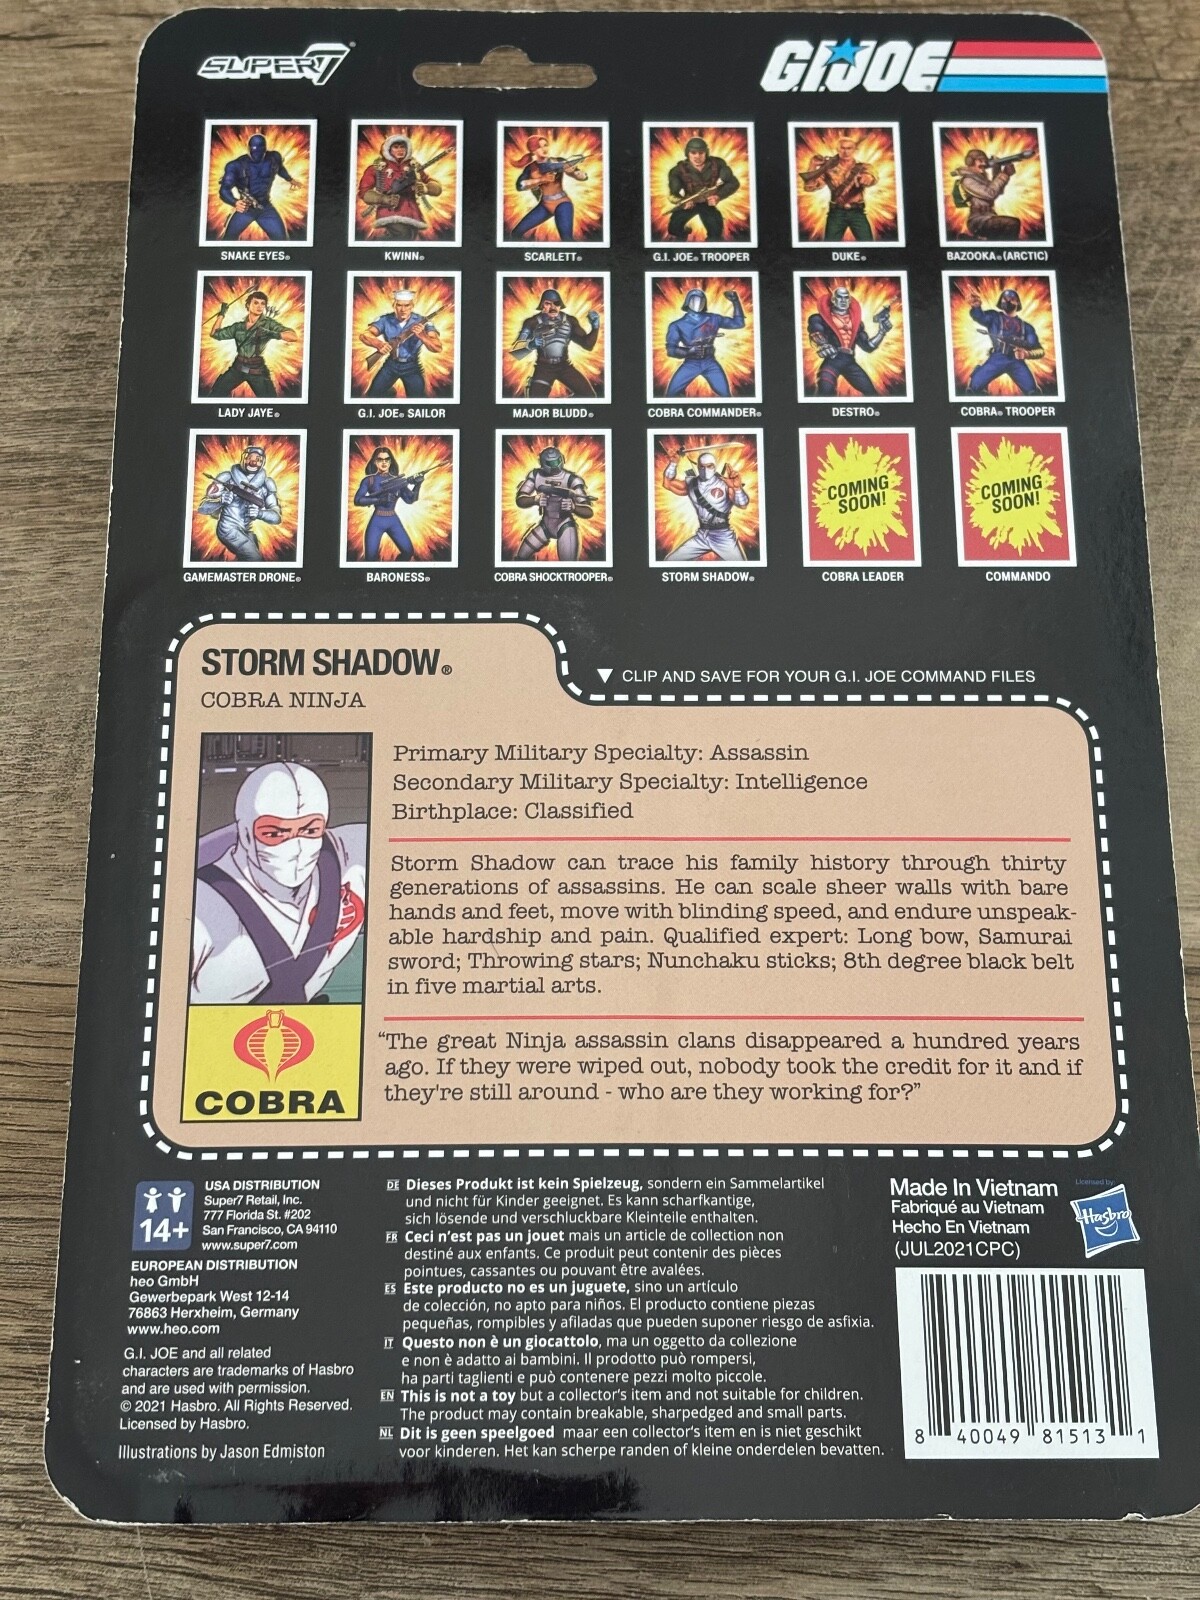 SUPER7
G.I. JOE®
SNAKE EYES®
KWINN®
SCARLETT®
G.I. JOE® TROOPER
DUKE®
BAZOOKA® (ARCTIC)
LADY JAYE®
G.I. JOE® SAILOR
MAJOR BLUDD®
COBRA COMMANDER®
DESTRO®
COBRA® TROOPER
COMING
SOON!
COMING
SOON!
GAMEMASTER DRONE®
BARONESS®
COBRA SHOCKTROOPER®
STORM SHADOW®
COBRA LEADER
COMMANDO
STORM SHADOW®
COBRA NINJA
▼ CLIP AND SAVE FOR YOUR G.I. JOE COMMAND FILES
Primary Military Specialty: Assassin
Secondary Military Specialty: Intelligence
Birthplace: Classified
Storm Shadow can trace his family history through thirty
generations of assassins. He can scale sheer walls with bare
hands and feet, move with blinding speed, and endure unspeak-
able hardship and pain. Qualified expert: Long bow, Samurai
sword; Throwing stars; Nunchaku sticks; 8th degree black belt
in five martial arts.
“The great Ninja assassin clans disappeared a hundred years
ago. If they were wiped out, nobody took the credit for it and if
they're still around - who are they working for?”
COBRA
14+
USA DISTRIBUTION
Super7 Retail, Inc.
777 Florida St. #202
San Francisco, CA 94110
www.super7.com
EUROPEAN DISTRIBUTION
heo GmbH
Gewerbepark West 12-14
76863 Herxheim, Germany
www.heo.com
G.I. JOE and all related
characters are trademarks of Hasbro
and are used with permission.
© 2021 Hasbro. All Rights Reserved.
Licensed by Hasbro.
Illustrations by Jason Edmiston
DE Dieses Produkt ist kein Spielzeug, sondern ein Sammelartikel
und nicht für Kinder geeignet. Es kann scharfkantige,
sich lösende und verschluckbare Kleinteile enthalten.
FR Ceci n'est pas un jouet mais un article de collection non
destiné aux enfants. Ce produit peut contenir des pièces
pointues, cassantes ou pouvant être avalées.
ES Este producto no es un juguete, sino un artículo
de colección, no apto para niños. El producto contiene piezas
pequeñas, rompibles y afiladas que pueden suponer riesgo de asfixia.
IT Questo non è un giocattolo, ma un oggetto da collezione
e non è adatto ai bambini. Il prodotto può rompersi,
ha parti taglienti e può contenere pezzi molto piccole.
EN This is not a toy but a collector's item and not suitable for children.
The product may contain breakable, sharpedged and small parts.
NL Dit is geen speelgoed maar een collector's item en is niet geschikt
voor kinderen. Het kan scherpe randen of kleine onderdelen bevatten.
Made In Vietnam
Fabriqué au Vietnam
Hecho En Vietnam
(JUL2021CPC)
Licensed by:
Hasbro
8 40049 81513 1